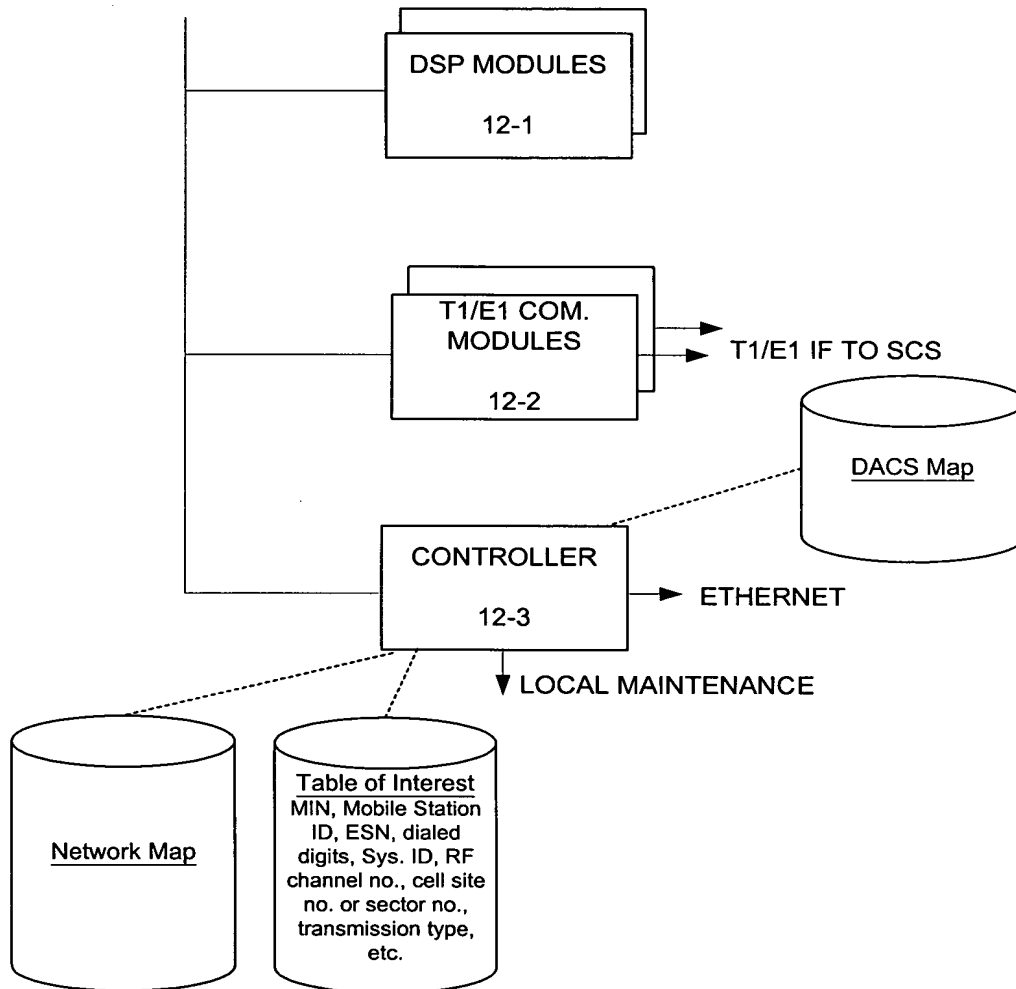 DSP MODULES
12-1
T1/E1 COM.
MODULES
12-2
T1/E1 IF TO SCS
DACS Map
CONTROLLER
12-3
ETHERNET
LOCAL MAINTENANCE
Network Map
Table of Interest
MIN, Mobile Station
ID, ESN, dialed
digits, Sys. ID, RF
channel no., cell site
no. or sector no.,
transmission type,
etc.